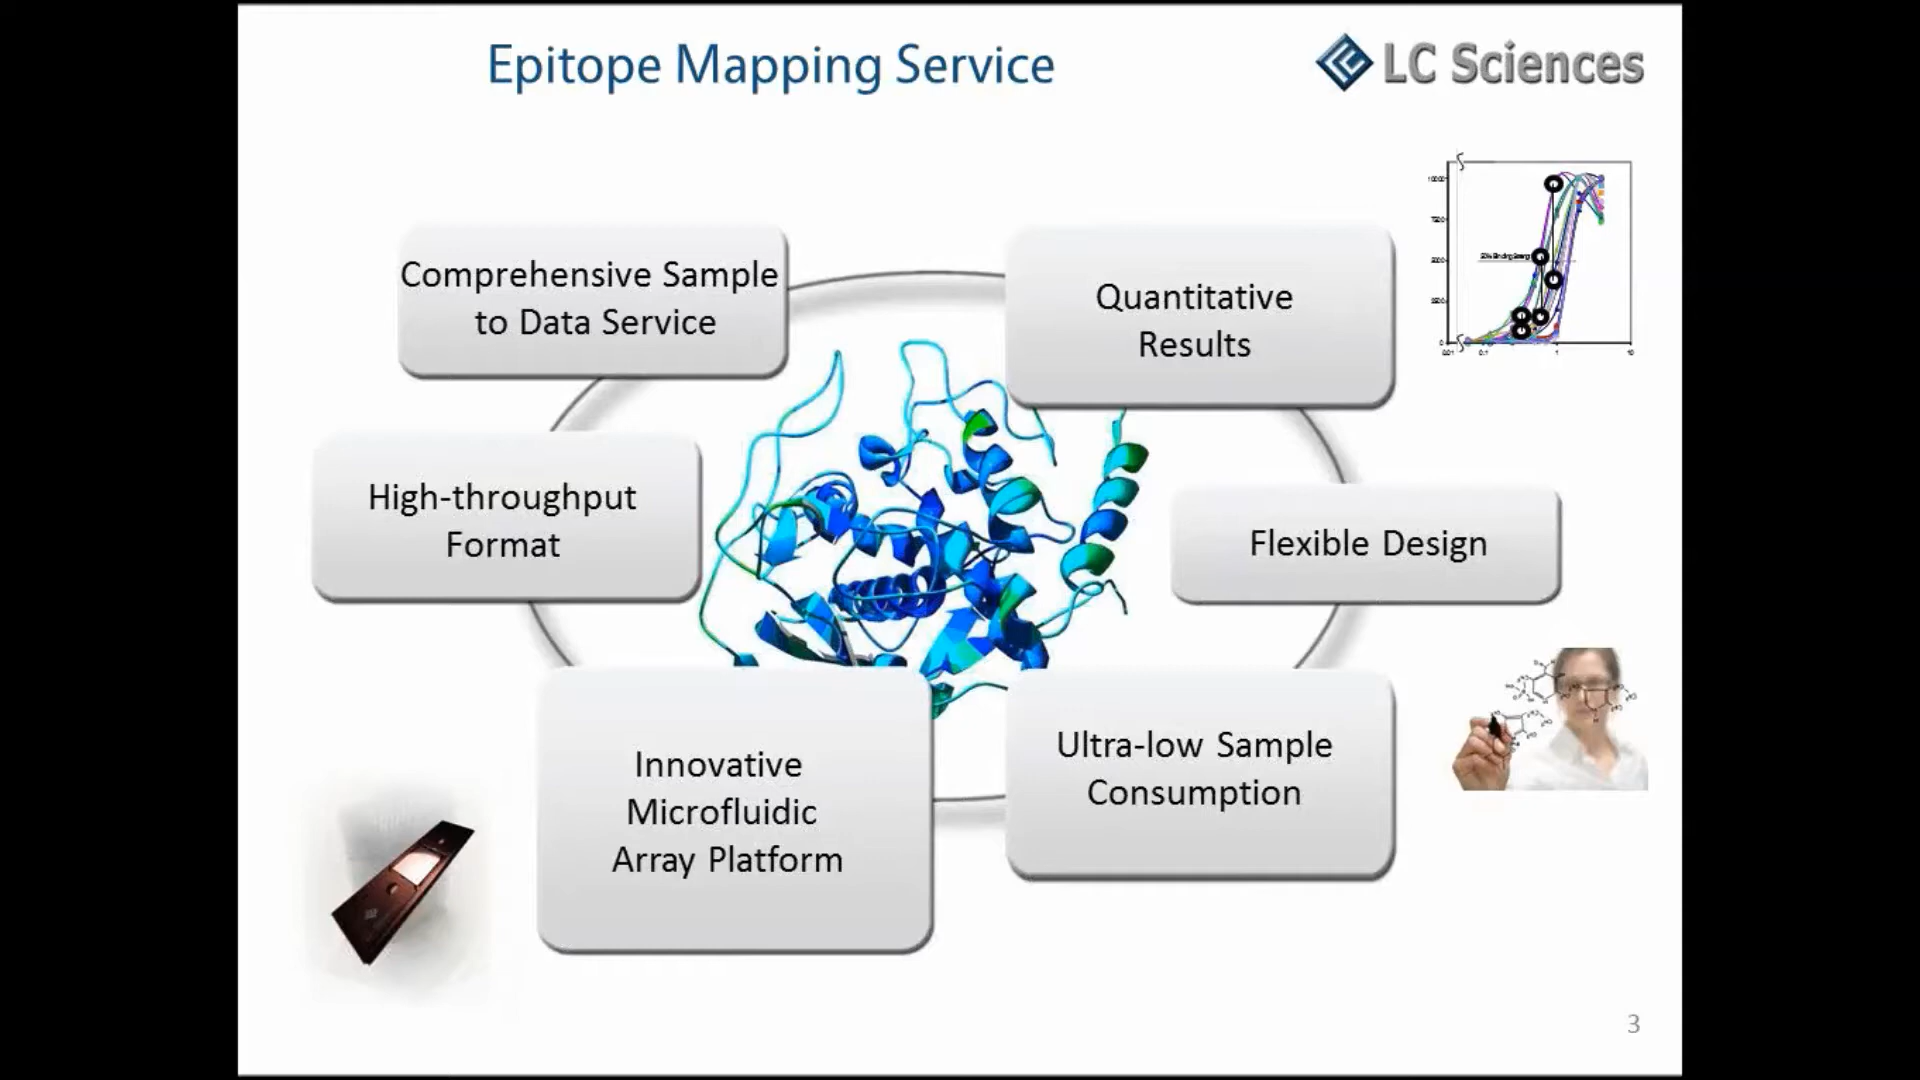 Epitope Mapping Service
LC Sciences
Comprehensive Sample
to Data Service
Quantitative
Results
High-throughput
Format
Flexible Design
Innovative
Microfluidic
Array Platform
Ultra-low Sample
Consumption
3